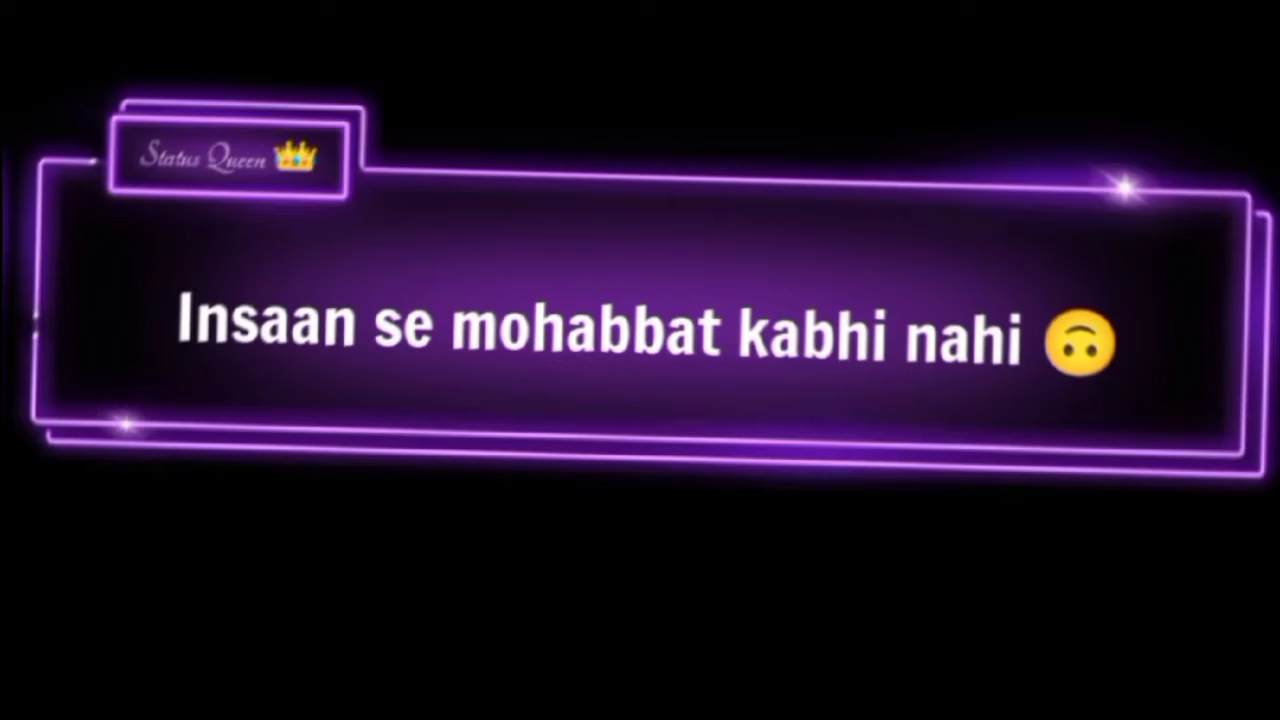 Status Queen 👑
Insaan se mohabbat kabhi nahi 🙃